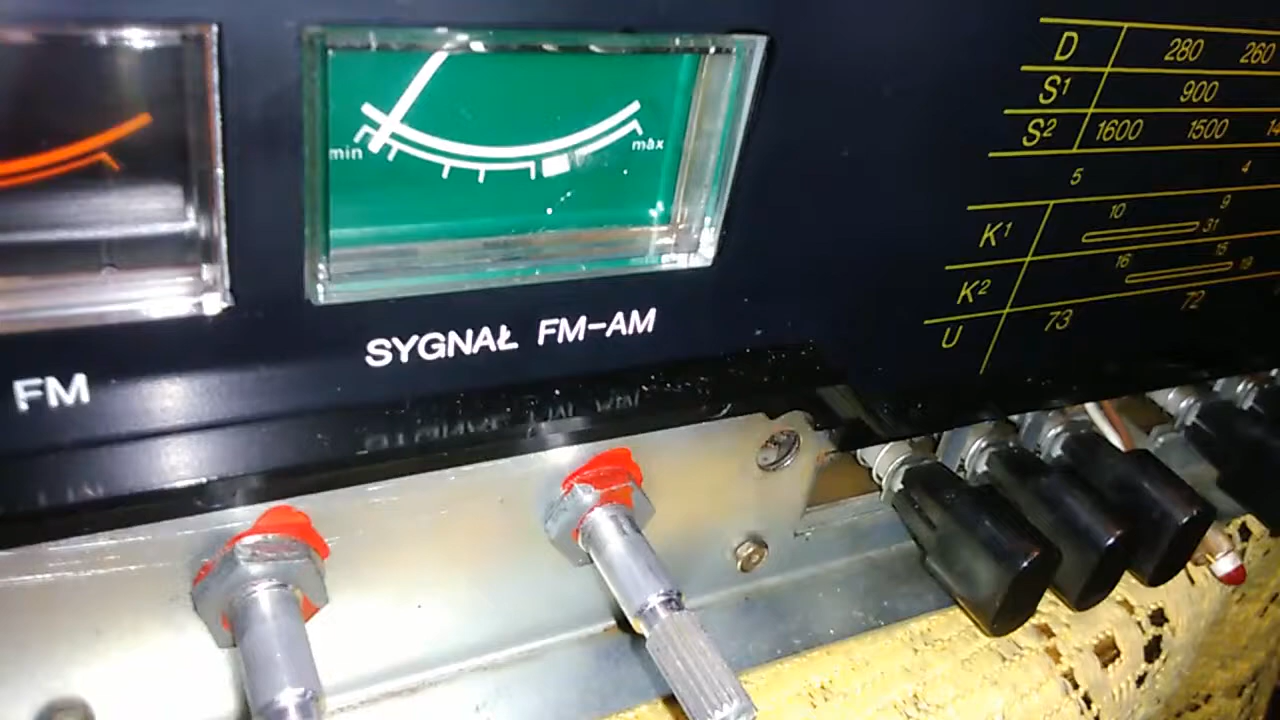 min
max
SYGNAŁ FM-AM
FM
D 280 260
S¹ 900
S² 1600 1500
5 4
K¹ 10 9 31
K² 16 15 19
U 73 72